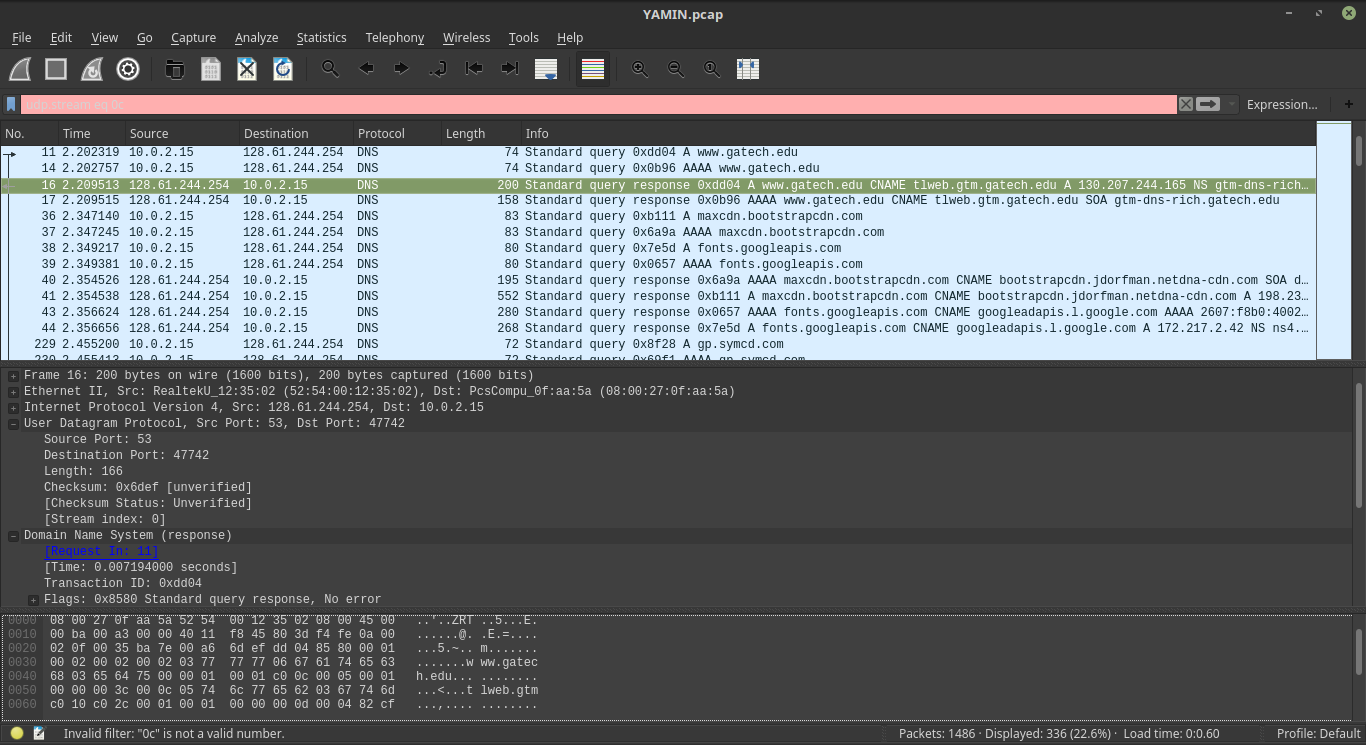 YAMIN.pcap
File Edit View Go Capture Analyze Statistics Telephony Wireless Tools Help
udp.stream eq 0c
Expression... +
No. Time Source Destination Protocol Length Info
11 2.202319 10.0.2.15 128.61.244.254 DNS 74 Standard query 0xdd04 A www.gatech.edu
14 2.202757 10.0.2.15 128.61.244.254 DNS 74 Standard query 0x0b96 AAAA www.gatech.edu
16 2.209513 128.61.244.254 10.0.2.15 DNS 200 Standard query response 0xdd04 A www.gatech.edu CNAME tlweb.gtm.gatech.edu A 130.207.244.165 NS gtm-dns-rich…
17 2.209515 128.61.244.254 10.0.2.15 DNS 158 Standard query response 0x0b96 AAAA www.gatech.edu CNAME tlweb.gtm.gatech.edu SOA gtm-dns-rich.gatech.edu
36 2.347140 10.0.2.15 128.61.244.254 DNS 83 Standard query 0xb111 A maxcdn.bootstrapcdn.com
37 2.347245 10.0.2.15 128.61.244.254 DNS 83 Standard query 0x6a9a AAAA maxcdn.bootstrapcdn.com
38 2.349217 10.0.2.15 128.61.244.254 DNS 80 Standard query 0x7e5d A fonts.googleapis.com
39 2.349381 10.0.2.15 128.61.244.254 DNS 80 Standard query 0x0657 AAAA fonts.googleapis.com
40 2.354526 128.61.244.254 10.0.2.15 DNS 195 Standard query response 0x6a9a AAAA maxcdn.bootstrapcdn.com CNAME bootstrapcdn.jdorfman.netdna-cdn.com SOA d…
41 2.354538 128.61.244.254 10.0.2.15 DNS 552 Standard query response 0xb111 A maxcdn.bootstrapcdn.com CNAME bootstrapcdn.jdorfman.netdna-cdn.com A 198.23…
43 2.356624 128.61.244.254 10.0.2.15 DNS 280 Standard query response 0x0657 AAAA fonts.googleapis.com CNAME googleadapis.l.google.com AAAA 2607:f8b0:4002…
44 2.356656 128.61.244.254 10.0.2.15 DNS 268 Standard query response 0x7e5d A fonts.googleapis.com CNAME googleadapis.l.google.com A 172.217.2.42 NS ns4.…
229 2.455200 10.0.2.15 128.61.244.254 DNS 72 Standard query 0x8f28 A gp.symcd.com
230 2.455413 10.0.2.15 128.61.244.254 DNS 72 Standard query 0x60f1 AAAA gp.symcd.com
Frame 16: 200 bytes on wire (1600 bits), 200 bytes captured (1600 bits)
Ethernet II, Src: RealtekU_12:35:02 (52:54:00:12:35:02), Dst: PcsCompu_0f:aa:5a (08:00:27:0f:aa:5a)
Internet Protocol Version 4, Src: 128.61.244.254, Dst: 10.0.2.15
User Datagram Protocol, Src Port: 53, Dst Port: 47742
Source Port: 53
Destination Port: 47742
Length: 166
Checksum: 0x6def [unverified]
[Checksum Status: Unverified]
[Stream index: 0]
Domain Name System (response)
[Request In: 11]
[Time: 0.007194000 seconds]
Transaction ID: 0xdd04
Flags: 0x8580 Standard query response, No error
0000 08 00 27 0f aa 5a 52 54 00 12 35 02 08 00 45 00 ..'..ZRT ..5...E.
0010 00 ba 00 a3 00 00 40 11 f8 45 80 3d f4 fe 0a 00 ......@. .E.=....
0020 02 0f 00 35 ba 7e 00 a6 6d ef dd 04 85 80 00 01 ...5.~.. m.......
0030 00 02 00 02 00 02 03 77 77 77 06 67 61 74 65 63 .......w ww.gatec
0040 68 03 65 64 75 00 00 01 00 01 c0 0c 00 05 00 01 h.edu... ........
0050 00 00 00 3c 00 0c 05 74 6c 77 65 62 03 67 74 6d ...<...t lweb.gtm
0060 c0 10 c0 2c 00 01 00 01 00 00 00 0d 00 04 82 cf ...,.... ........
Invalid filter: "0c" is not a valid number. Packets: 1486 · Displayed: 336 (22.6%) · Load time: 0:0.60 Profile: Default